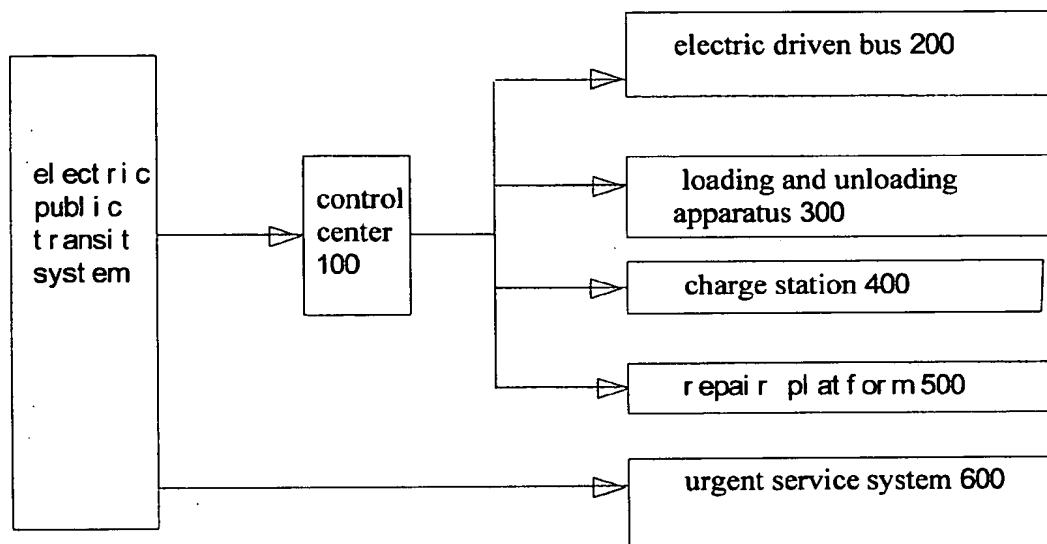 electric
public
transit
system
control
center
100
electric driven bus 200
loading and unloading
apparatus 300
charge station 400
repair platform 500
urgent service system 600